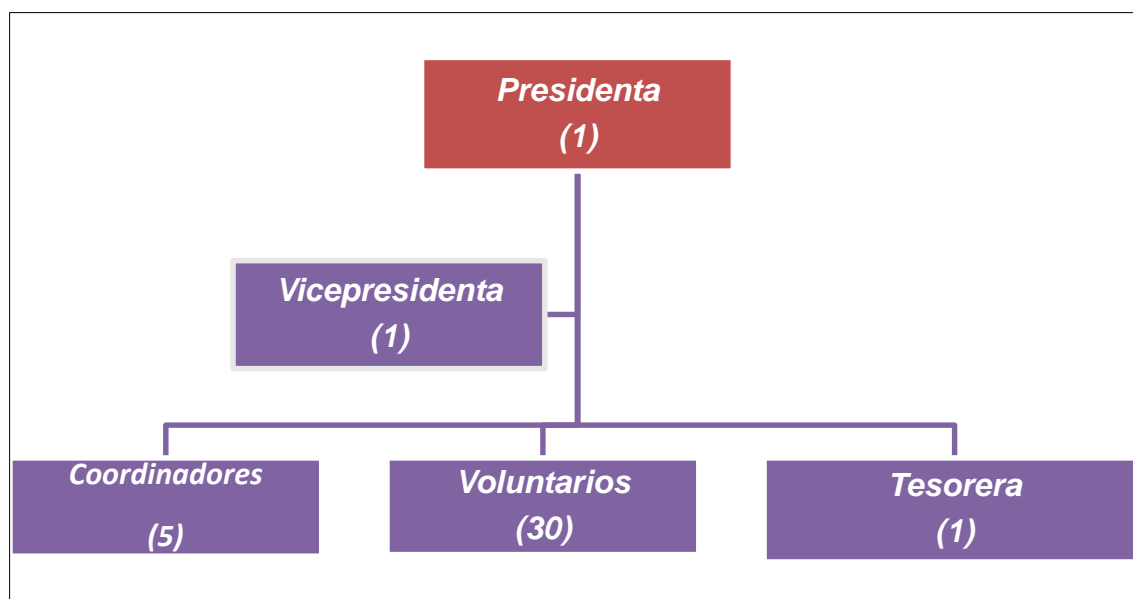 Presidenta
(1)
Vicepresidenta
(1)
Coordinadores
(5)
Voluntarios
(30)
Tesorera
(1)